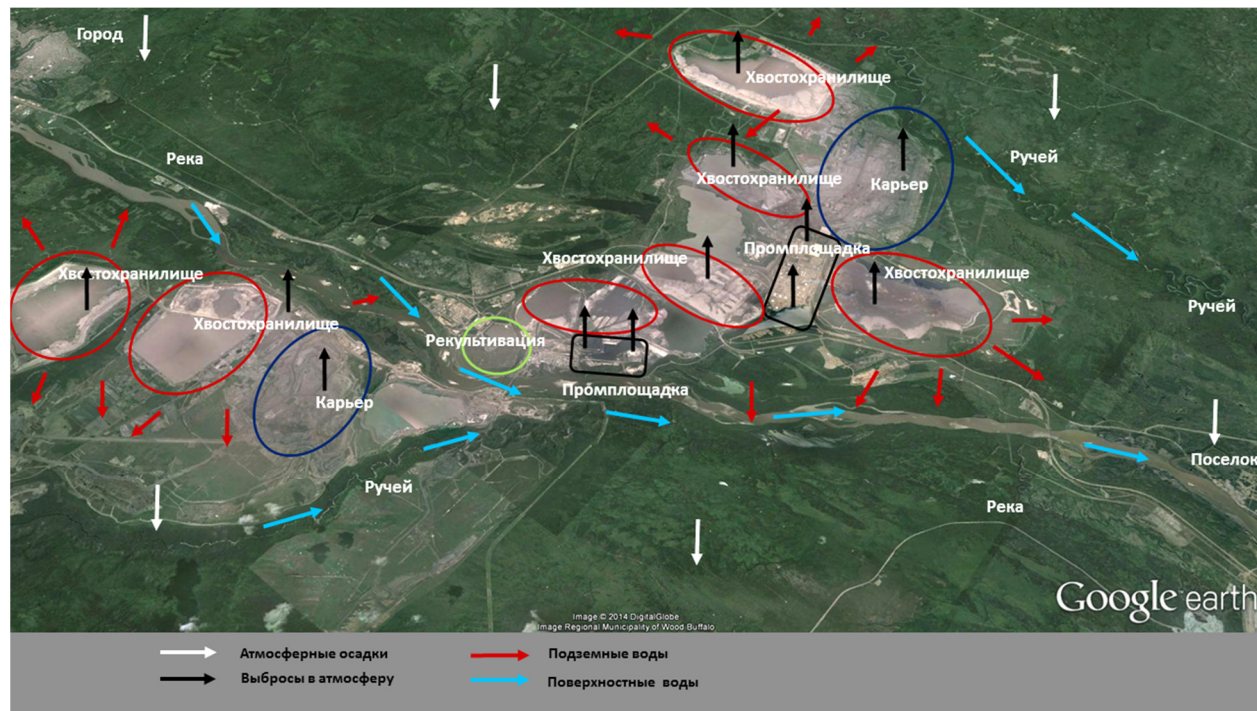 Город
Хвостохранилище
Река
Ручей
Хвостохранилище
Карьер
Промплощадка
Хвостохранилище
Хвостохранилище
Хвостохранилище
Ручей
Хвостохранилище
Рекультивация
Промплощадка
Карьер
Поселок
Ручей
Река
Google earth
Image © 2014 DigitalGlobe
Image Regional Municipality of Wood Buffalo
Атмосферные осадки
Подземные воды
Выбросы в атмосферу
Поверхностные воды